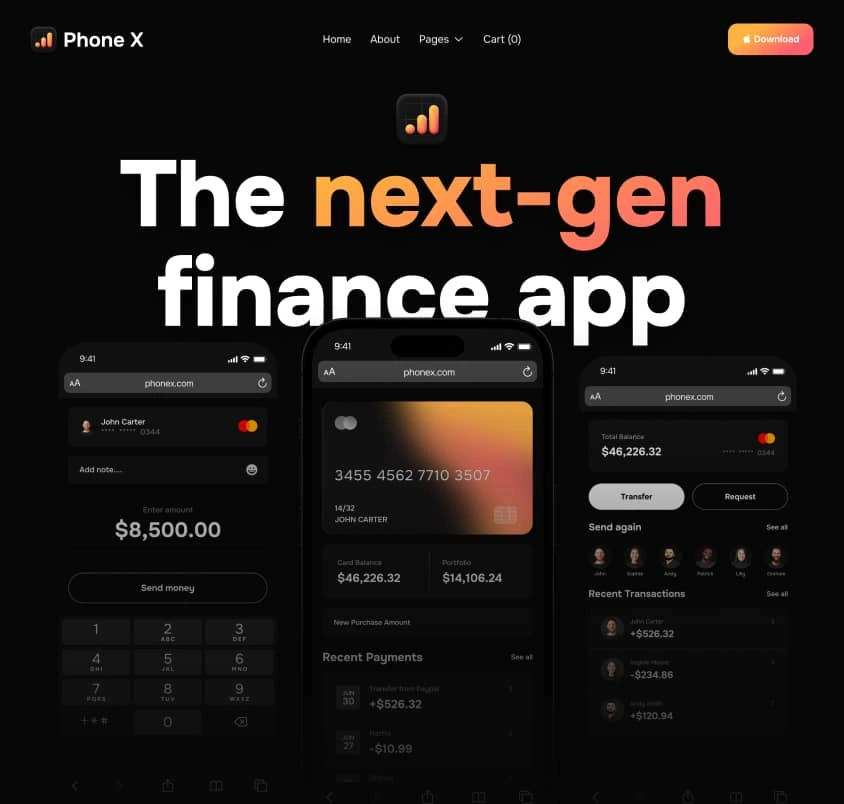 Phone X
Home
About
Pages
Cart (0)
Download
The next-gen
finance app
9:41
AA
phonex.com
John Carter
**** ***** 0344
Add note....
Enter amount
$8,500.00
Send money
1
2
ABC
3
DEF
4
GHI
5
JKL
6
MNO
7
PQRS
8
TUV
9
WXYZ
+*#
0
9:41
AA
phonex.com
3455 4562 7710 3507
14/32
JOHN CARTER
Card Balance
$46,226.32
Portfolio
$14,106.24
New Purchase Amount
Recent Payments
See all
JUN
30
Transfer from Paypal
+$526.32
JUN
27
Netflix
-$10.99
9:41
AA
phonex.com
Total Balance
$46,226.32
**** ***** 0344
Transfer
Request
Send again
See all
John
Sophie
Andy
Patrick
Lilly
Graham
Recent Transactions
See all
John Carter
+$526.32
Sophie Moore
-$234.86
Andy Smith
+$120.94